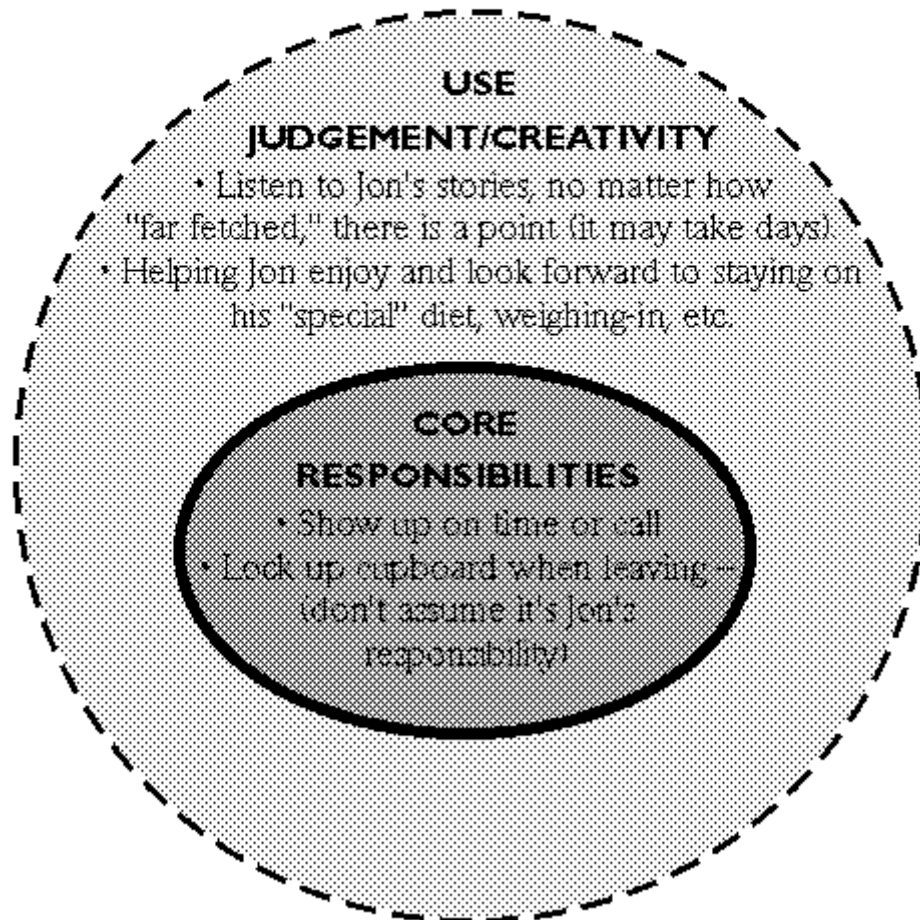 USE
JUDGEMENT/CREATIVITY
• Listen to Jon's stories, no matter how
"far fetched," there is a point (it may take days)
• Helping Jon enjoy and look forward to staying on
his "special" diet, weighing-in, etc.
CORE
RESPONSIBILITIES
• Show up on time or call
• Lock up cupboard when leaving --
(don't assume it's Jon's
responsibility)